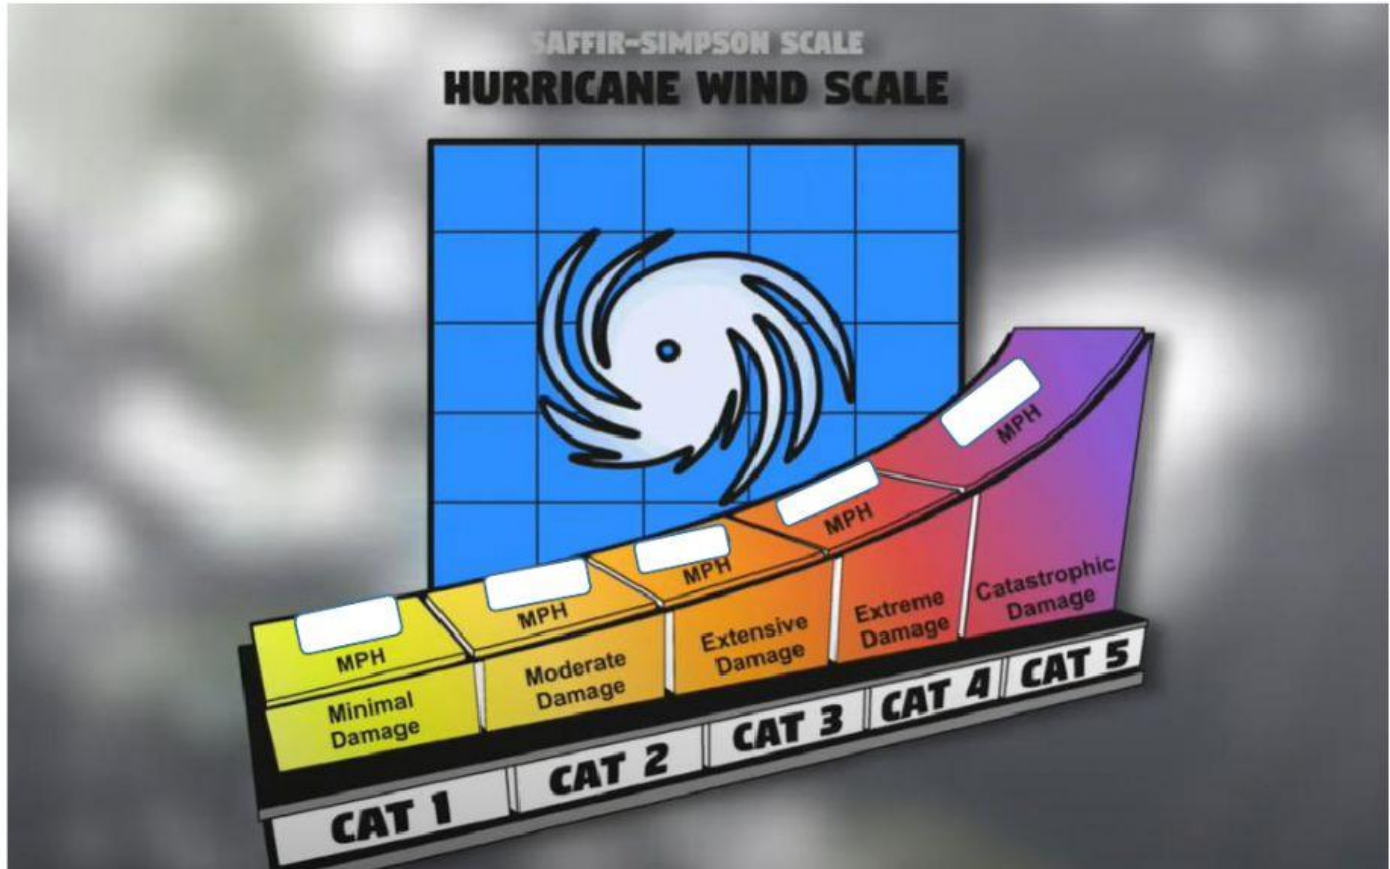 SAFFIR-SIMPSON SCALE
HURRICANE WIND SCALE
MPH
MPH
MPH
MPH
MPH
Minimal
Damage
Moderate
Damage
Extensive
Damage
Extreme
Damage
Catastrophic
Damage
CAT 1
CAT 2
CAT 3
CAT 4
CAT 5